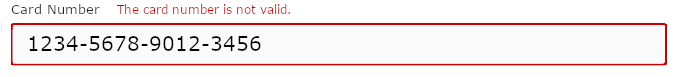 Card Number The card number is not valid.
1234-5678-9012-3456